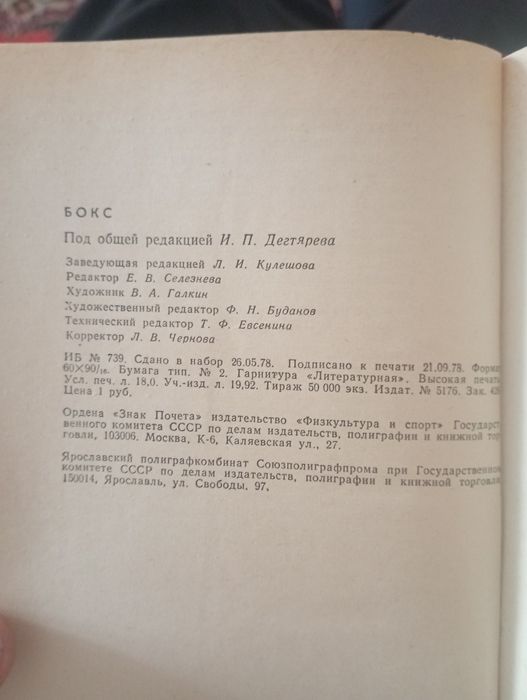 БОКС
Под общей редакцией И. П. Дегтярева
Заведующая редакцией Л. И. Кулешова
Редактор Е. В. Селезнева
Художник В. А. Галкин
Художественный редактор Ф. Н. Буданов
Технический редактор Т. Ф. Евсенина
Корректор Л. В. Чернова
ИБ № 739. Сдано в набор 26.05.78. Подписано к печати 21.09.78. Форма
60×90/16. Бумага тип. № 2. Гарнитура «Литературная». Высокая печат
Усл. печ. л. 18,0. Уч.-изд. л. 19,92. Тираж 50 000 экз. Издат. № 5176. Зак.
Цена 1 руб.
Ордена «Знак Почета» издательство «Физкультура и спорт» Государст
венного комитета СССР по делам издательств, полиграфии и книжной тор
говли, 103006. Москва, К-6, Каляевская ул., 27.
Ярославский полиграфкомбинат Союзполиграфпрома при Государственном
комитете СССР по делам издательств, полиграфии и книжной торговли
150014, Ярославль, ул. Свободы, 97.